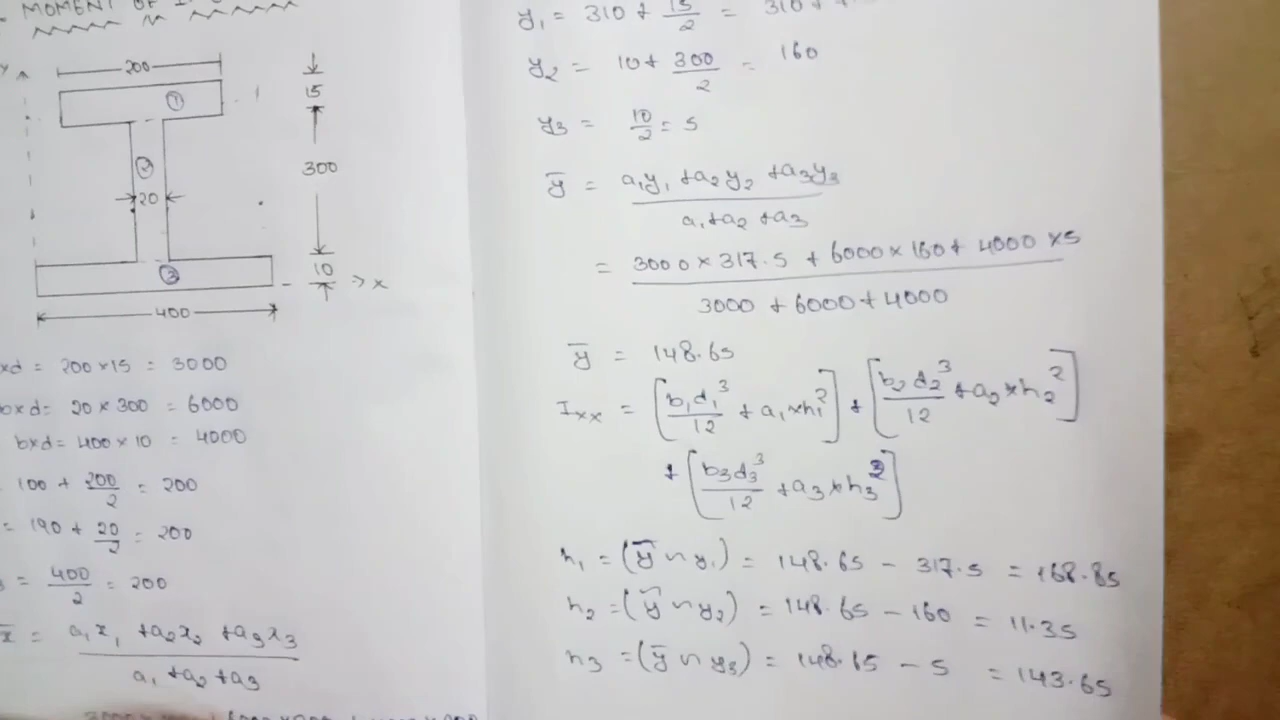 MOMENT OF
y
200
①
15
②
300
20
③
10
x
400
xd = 200×15 = 3000
bxd = 20 × 300 = 6000
bxd = 400×10 = 4000
100 + 200/2 = 200
= 190 + 20/2 = 200
= 400/2 = 200
x̄ = a₁x₁ + a₂x₂ + a₃x₃ / a₁ + a₂ + a₃
y₁ = 310 + 15/2 = 310 +
y₂ = 10 + 300/2 = 160
y₃ = 10/2 = 5
ȳ = a₁y₁ + a₂y₂ + a₃y₃ / a₁ + a₂ + a₃
= 3000 × 317.5 + 6000 × 160 + 4000 × 5 / 3000 + 6000 + 4000
ȳ = 148.65
Ixx = [b₁d₁³/12 + a₁×h₁²] + [b₂d₂³/12 + a₂×h₂²]
+ [b₃d₃³/12 + a₃×h₃²]
h₁ = (ȳ ~ y₁) = 148.65 - 317.5 = 168.85
h₂ = (ȳ ~ y₂) = 148.65 - 160 = 11.35
h₃ = (ȳ ~ y₃) = 148.65 - 5 = 143.65